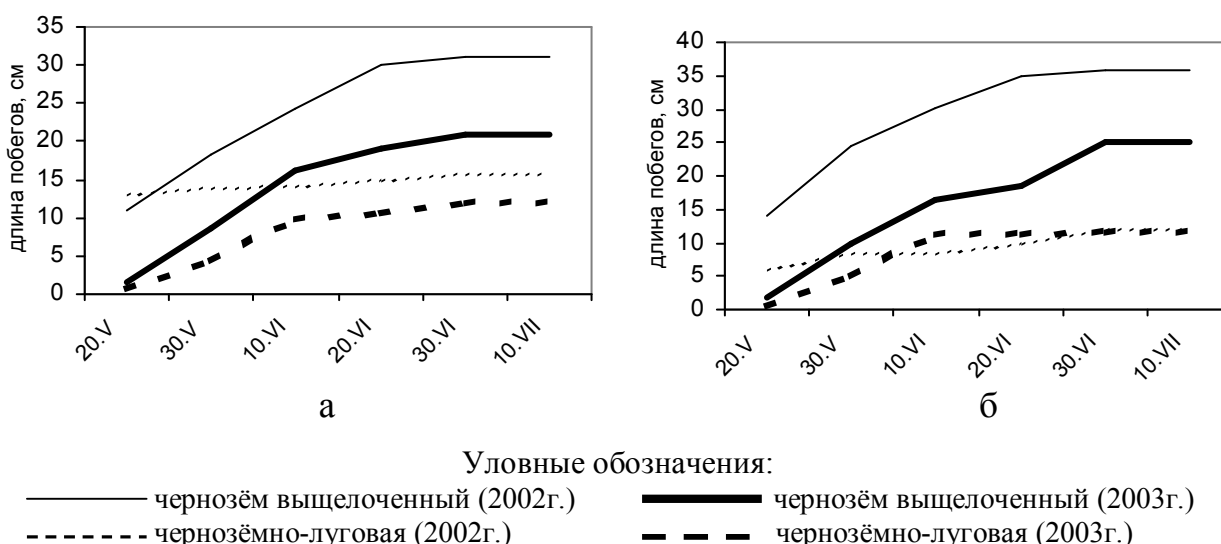 35
30
25
20
15
10
5
0
длина побегов, см
20.V
30.V
10.VI
20.VI
30.VI
10.VII
а
40
35
30
25
20
15
10
5
0
длина побегов, см
20.V
30.V
10.VI
20.VI
30.VI
10.VII
б
Уловные обозначения:
чернозём выщелоченный (2002г.) чернозём выщелоченный (2003г.)
чернозёмно-луговая (2002г.) чернозёмно-луговая (2003г.)